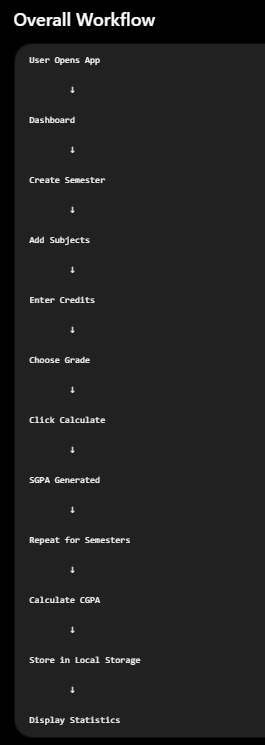 Overall Workflow
User Opens App
↓
Dashboard
↓
Create Semester
↓
Add Subjects
↓
Enter Credits
↓
Choose Grade
↓
Click Calculate
↓
SGPA Generated
↓
Repeat for Semesters
↓
Calculate CGPA
↓
Store in Local Storage
↓
Display Statistics